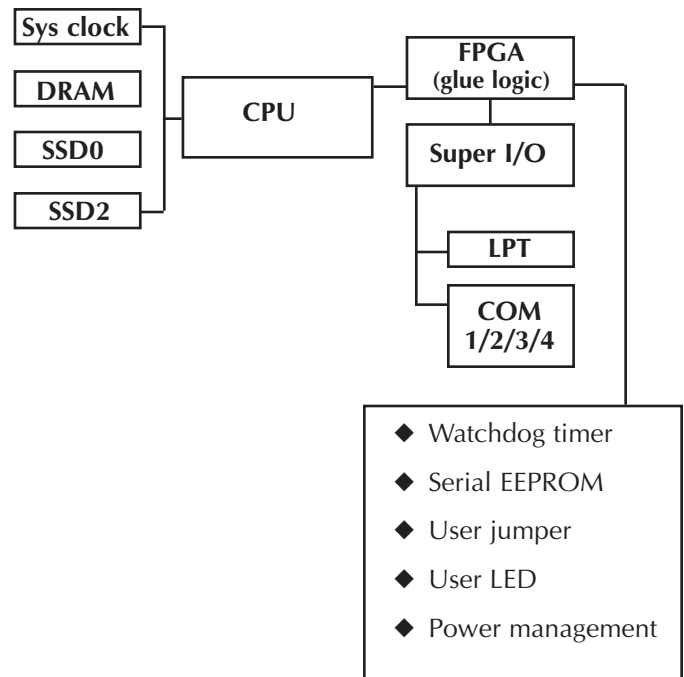 Sys clock
DRAM
SSD0
SSD2
CPU
FPGA
(glue logic)
Super I/O
LPT
COM
1/2/3/4
◆ Watchdog timer
◆ Serial EEPROM
◆ User jumper
◆ User LED
◆ Power management